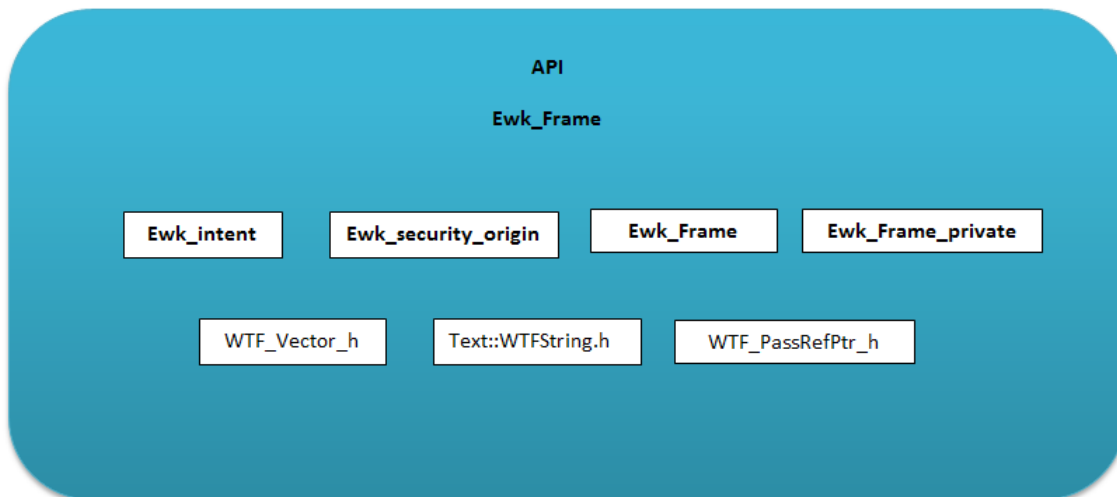 API
Ewk_Frame
Ewk_intent
Ewk_security_origin
Ewk_Frame
Ewk_Frame_private
WTF_Vector_h
Text::WTFString.h
WTF_PassRefPtr_h